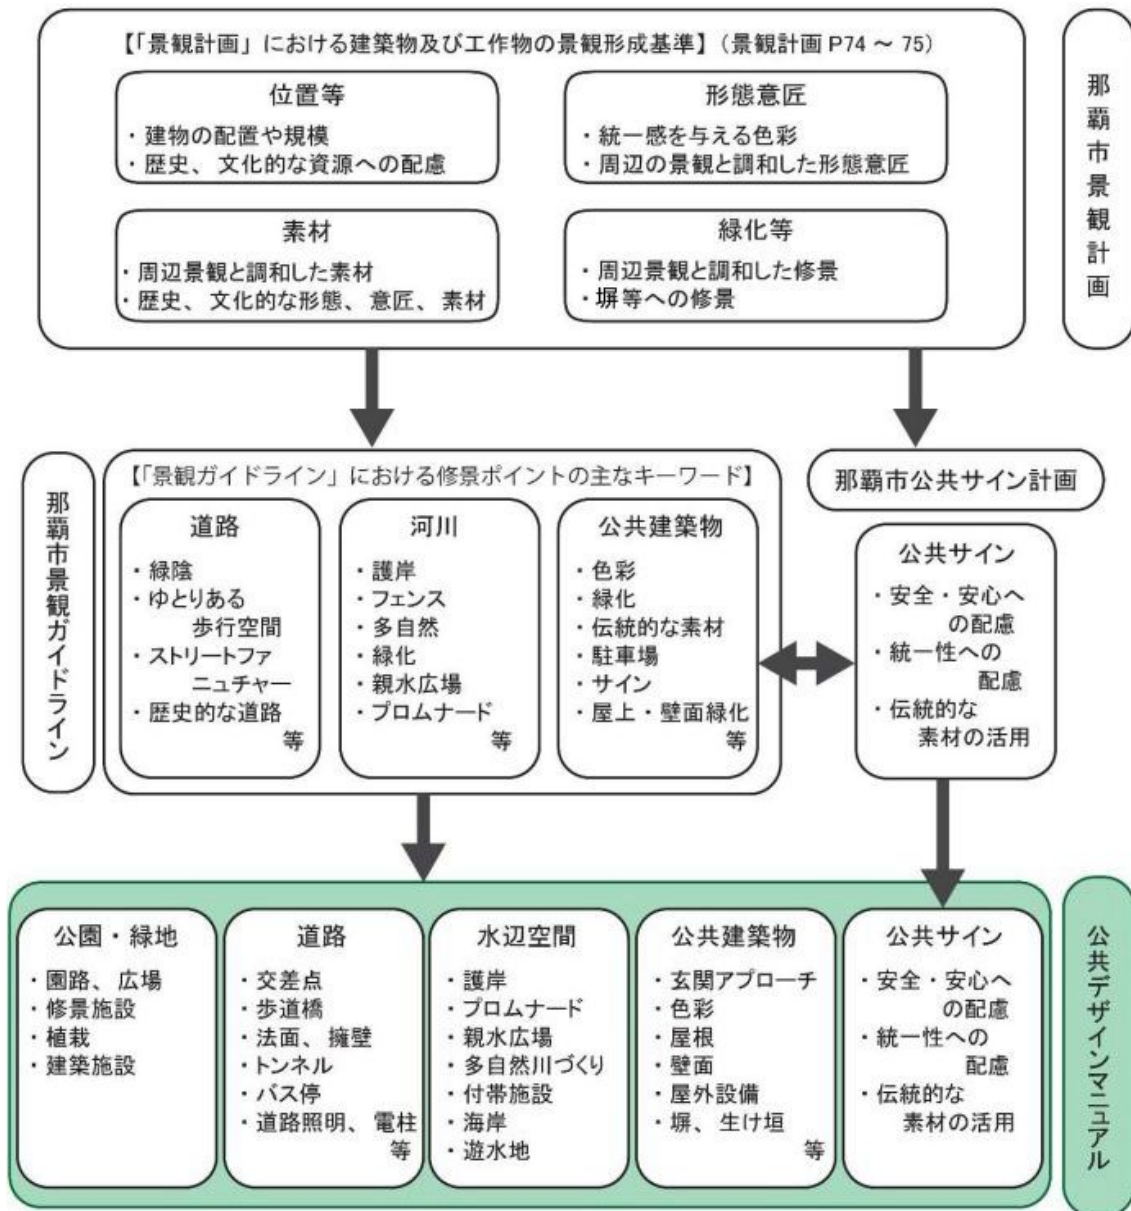 【「景観計画」における建築物及び工作物の景観形成基準】（景観計画 P74 ～ 75）
位置等
・建物の配置や規模
・歴史、文化的な資源への配慮
形態意匠
・統一感を与える色彩
・周辺の景観と調和した形態意匠
素材
・周辺景観と調和した素材
・歴史、文化的な形態、意匠、素材
緑化等
・周辺景観と調和した修景
・塀等への修景
那覇市景観計画
那覇市景観ガイドライン
【「景観ガイドライン」における修景ポイントの主なキーワード】
道路
・緑陰
・ゆとりある
歩行空間
・ストリートファ
ニュチャー
・歴史的な道路
等
河川
・護岸
・フェンス
・多自然
・緑化
・親水広場
・プロムナード
等
公共建築物
・色彩
・緑化
・伝統的な素材
・駐車場
・サイン
・屋上・壁面緑化
等
那覇市公共サイン計画
公共サイン
・安全・安心へ
の配慮
・統一性への
配慮
・伝統的な
素材の活用
公園・緑地
・園路、広場
・修景施設
・植栽
・建築施設
道路
・交差点
・歩道橋
・法面、擁壁
・トンネル
・バス停
・道路照明、電柱
等
水辺空間
・護岸
・プロムナード
・親水広場
・多自然川づくり
・付帯施設
・海岸
・遊水地
公共建築物
・玄関アプローチ
・色彩
・屋根
・壁面
・屋外設備
・塀、生け垣
等
公共サイン
・安全・安心へ
の配慮
・統一性への
配慮
・伝統的な
素材の活用
公共デザインマニュアル